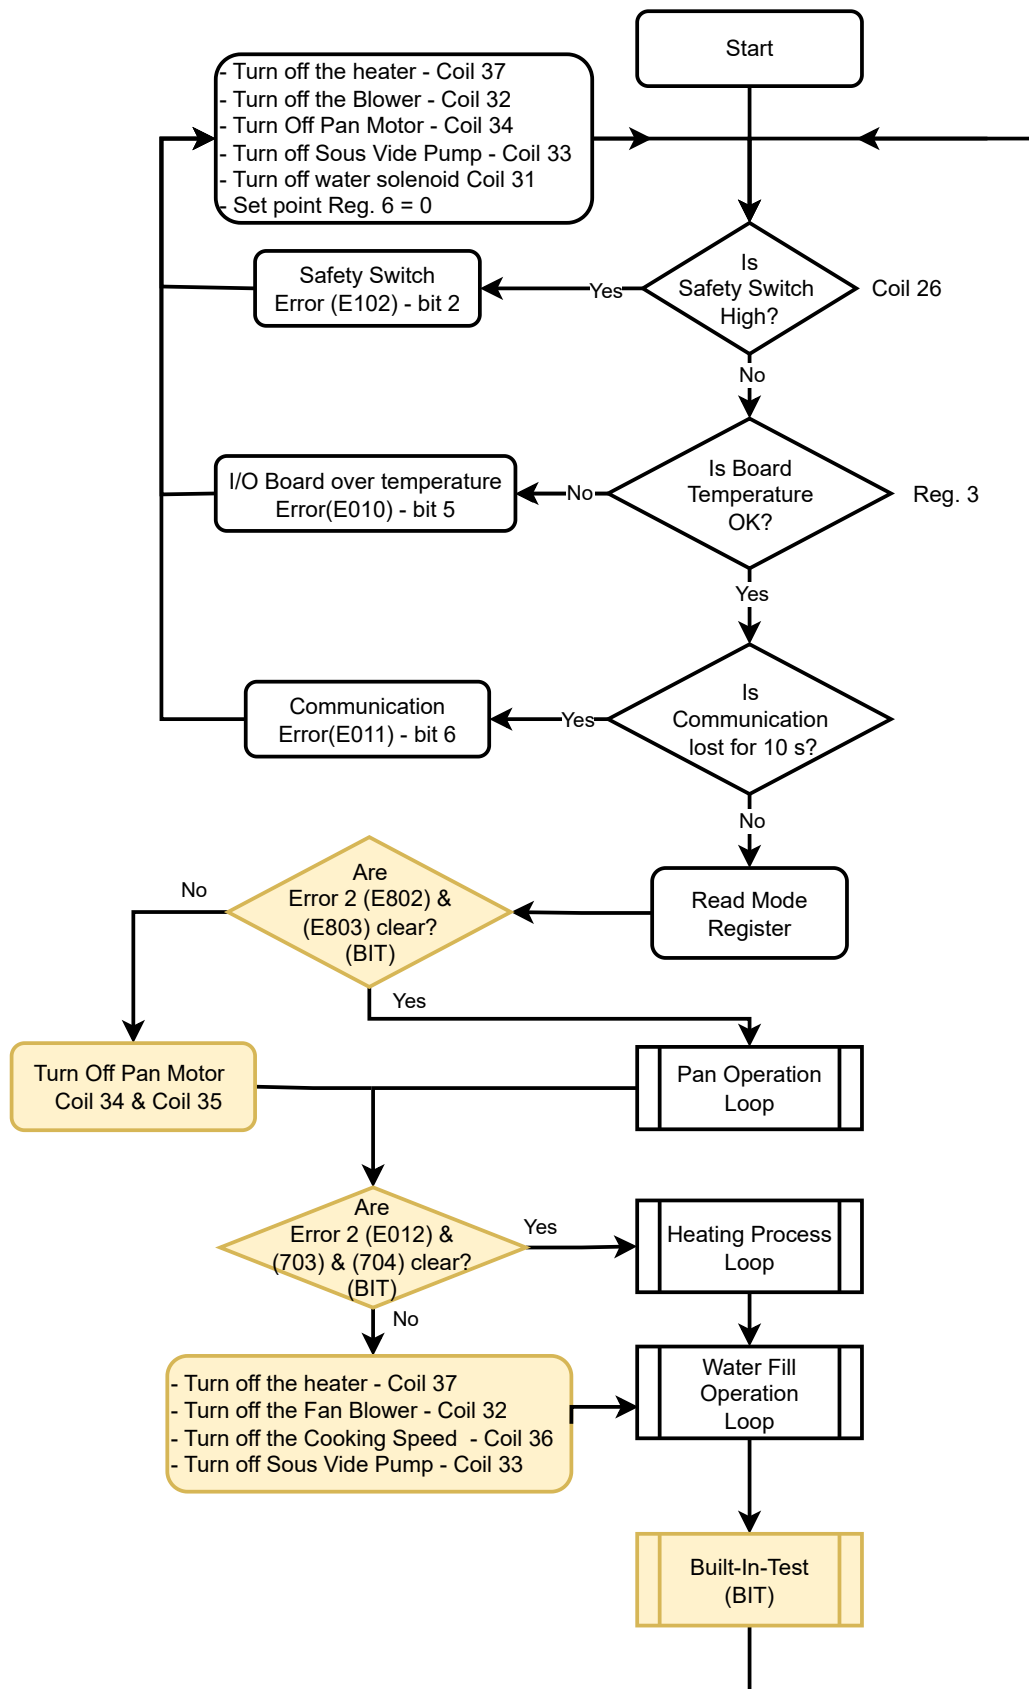 Start
- Turn off the heater - Coil 37
- Turn off the Blower - Coil 32
- Turn Off Pan Motor - Coil 34
- Turn off Sous Vide Pump - Coil 33
- Turn off water solenoid Coil 31
- Set point Reg. 6 = 0
Is
Safety Switch
High?
Coil 26
Yes
Safety Switch
Error (E102) - bit 2
No
Is Board
Temperature
OK?
Reg. 3
No
I/O Board over temperature
Error(E010) - bit 5
Yes
Is
Communication
lost for 10 s?
Yes
Communication
Error(E011) - bit 6
No
Read Mode
Register
Are
Error 2 (E802) &
(E803) clear?
(BIT)
No
Yes
Turn Off Pan Motor
Coil 34 & Coil 35
Pan Operation
Loop
Are
Error 2 (E012) &
(703) & (704) clear?
(BIT)
Yes
Heating Process
Loop
No
- Turn off the heater - Coil 37
- Turn off the Fan Blower - Coil 32
- Turn off the Cooking Speed - Coil 36
- Turn off Sous Vide Pump - Coil 33
Water Fill
Operation
Loop
Built-In-Test
(BIT)